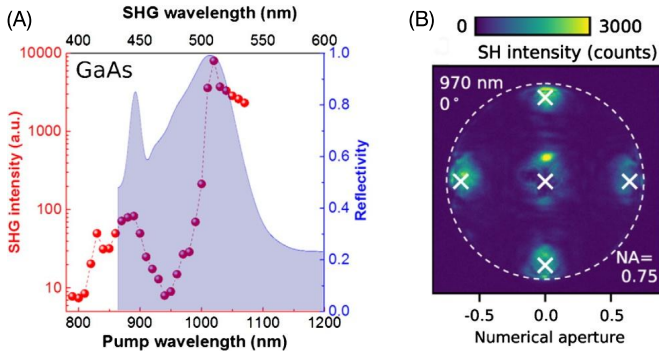 (A)
SHG wavelength (nm)
400 450 500 550 600
GaAs
10000
1000
100
10
SHG intensity (a.u.)
1.0
0.8
0.6
0.4
0.2
0.0
Reflectivity
800 900 1000 1100 1200
Pump wavelength (nm)
(B)
0 3000
SH intensity (counts)
970 nm
0°
NA=
0.75
-0.5 0.0 0.5
Numerical aperture